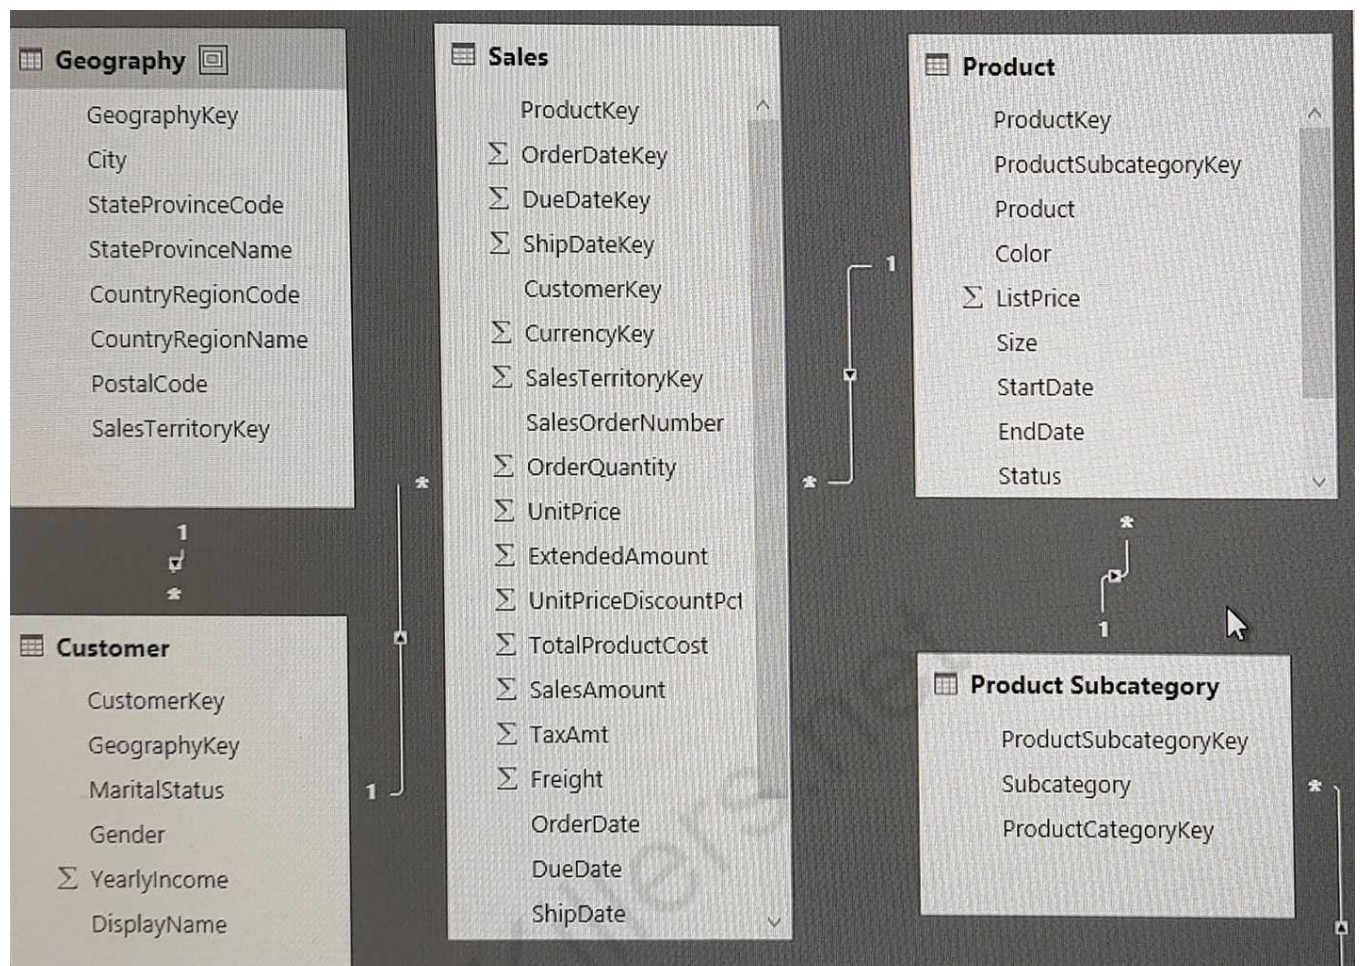 Geography
GeographyKey
City
StateProvinceCode
StateProvinceName
CountryRegionCode
CountryRegionName
PostalCode
SalesTerritoryKey
1
*
Customer
CustomerKey
GeographyKey
MaritalStatus
Gender
Σ YearlyIncome
DisplayName
1
*
Sales
ProductKey
Σ OrderDateKey
Σ DueDateKey
Σ ShipDateKey
CustomerKey
Σ CurrencyKey
Σ SalesTerritoryKey
SalesOrderNumber
Σ OrderQuantity
Σ UnitPrice
Σ ExtendedAmount
Σ UnitPriceDiscountPct
Σ TotalProductCost
Σ SalesAmount
Σ TaxAmt
Σ Freight
OrderDate
DueDate
ShipDate
1
*
Product
ProductKey
ProductSubcategoryKey
Product
Color
Σ ListPrice
Size
StartDate
EndDate
Status
*
1
Product Subcategory
ProductSubcategoryKey
Subcategory
ProductCategoryKey
*